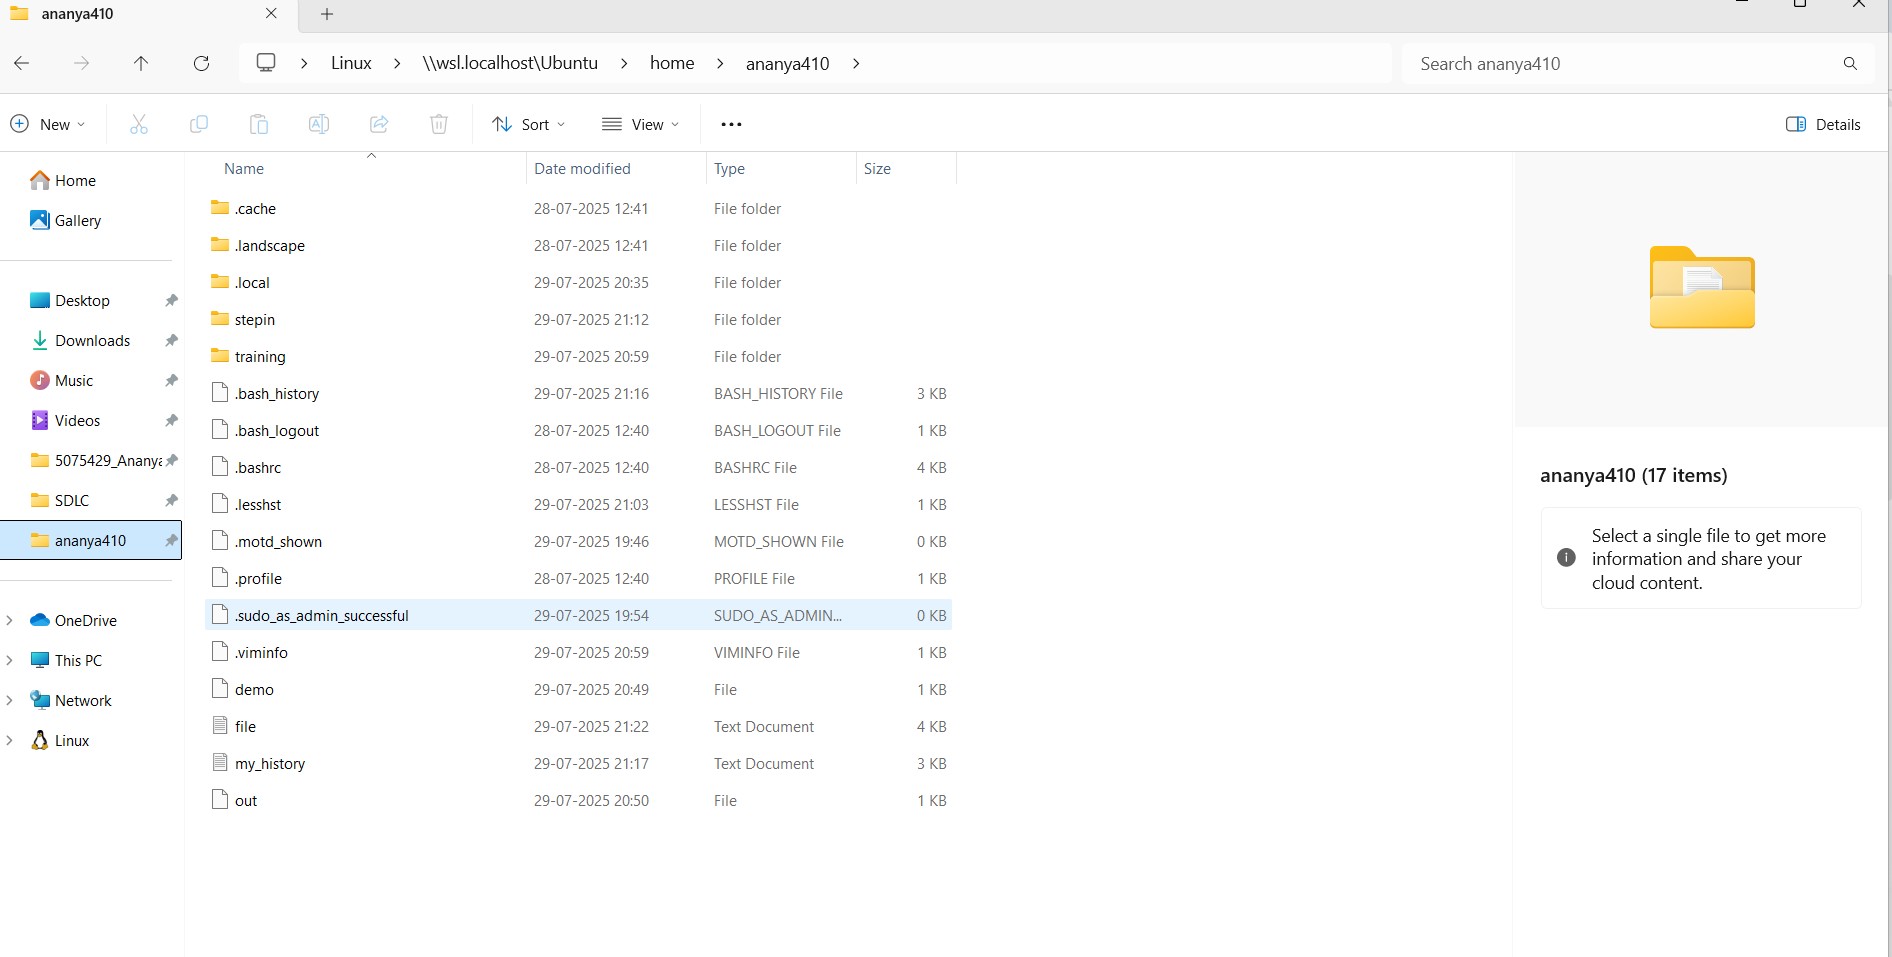 ananya410
Linux \\wsl.localhost\Ubuntu home ananya410 Search ananya410
New Sort View Details
Home
Gallery
Desktop
Downloads
Music
Videos
5075429_Ananya
SDLC
ananya410
OneDrive
This PC
Network
Linux
Name Date modified Type Size
.cache 28-07-2025 12:41 File folder
.landscape 28-07-2025 12:41 File folder
.local 29-07-2025 20:35 File folder
stepin 29-07-2025 21:12 File folder
training 29-07-2025 20:59 File folder
.bash_history 29-07-2025 21:16 BASH_HISTORY File 3 KB
.bash_logout 28-07-2025 12:40 BASH_LOGOUT File 1 KB
.bashrc 28-07-2025 12:40 BASHRC File 4 KB
.lesshst 29-07-2025 21:03 LESSHST File 1 KB
.motd_shown 29-07-2025 19:46 MOTD_SHOWN File 0 KB
.profile 28-07-2025 12:40 PROFILE File 1 KB
.sudo_as_admin_successful 29-07-2025 19:54 SUDO_AS_ADMIN... 0 KB
.viminfo 29-07-2025 20:59 VIMINFO File 1 KB
demo 29-07-2025 20:49 File 1 KB
file 29-07-2025 21:22 Text Document 4 KB
my_history 29-07-2025 21:17 Text Document 3 KB
out 29-07-2025 20:50 File 1 KB
ananya410 (17 items)
Select a single file to get more
information and share your
cloud content.